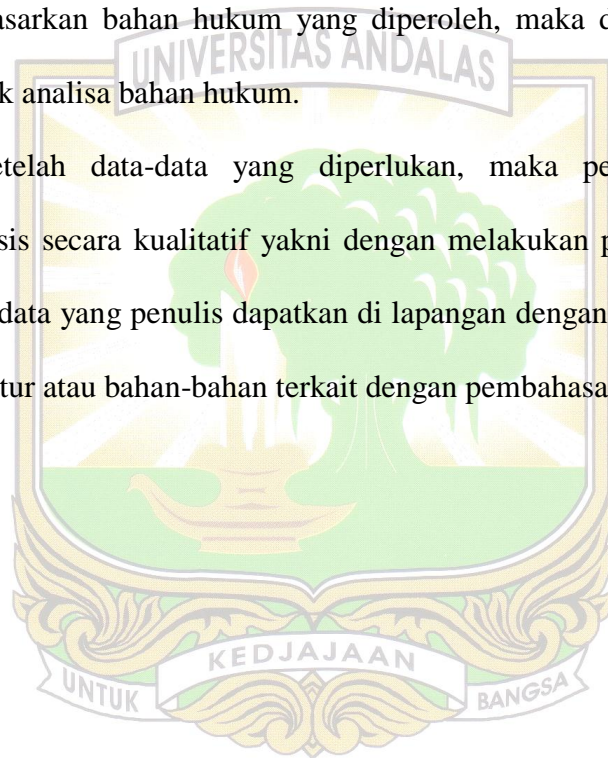 asarkan bahan hukum yang diperoleh, maka d
UNIVERSITAS ANDALAS
k analisa bahan hukum.
telah data-data yang diperlukan, maka pe
sis secara kualitatif yakni dengan melakukan p
data yang penulis dapatkan di lapangan dengan
tur atau bahan-bahan terkait dengan pembahasa
UNTUK KEDJAJAAN BANGSA